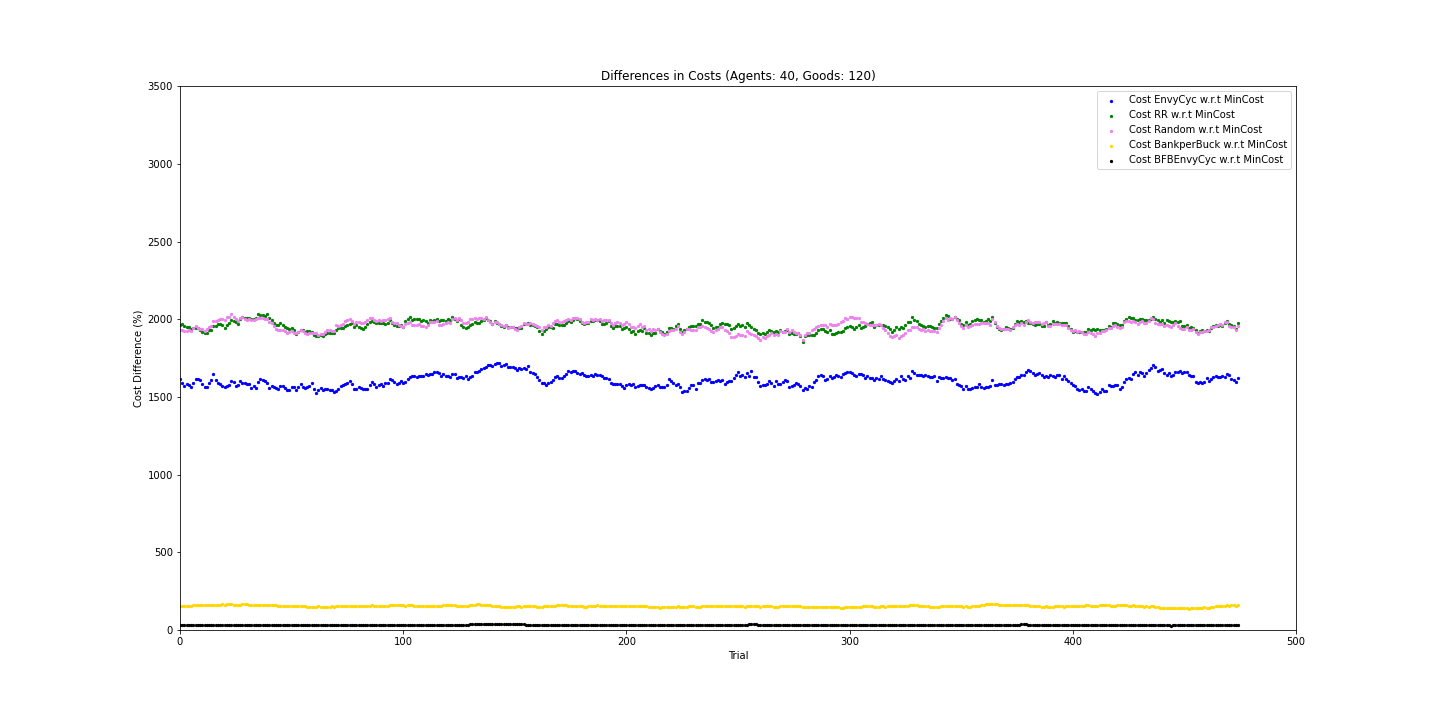 Differences in Costs (Agents: 40, Goods: 120)
3500
3000
2500
2000
1500
1000
500
0
Cost Difference (%)
Cost EnvyCyc w.r.t MinCost
Cost RR w.r.t MinCost
Cost Random w.r.t MinCost
Cost BankperBuck w.r.t MinCost
Cost BFBEnvyCyc w.r.t MinCost
0 100 200 300 400 500
Trial